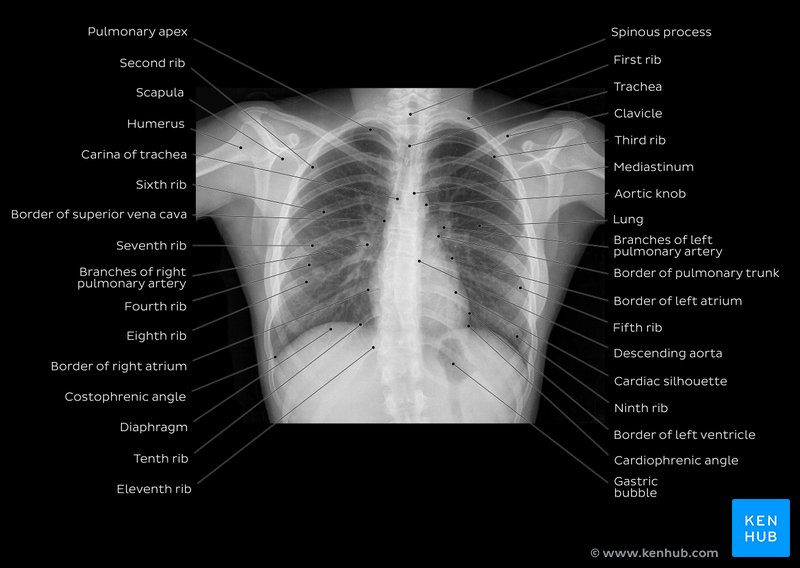 Pulmonary apex
Second rib
Scapula
Humerus
Carina of trachea
Sixth rib
Border of superior vena cava
Seventh rib
Branches of right
pulmonary artery
Fourth rib
Eighth rib
Border of right atrium
Costophrenic angle
Diaphragm
Tenth rib
Eleventh rib
Spinous process
First rib
Trachea
Clavicle
Third rib
Mediastinum
Aortic knob
Lung
Branches of left
pulmonary artery
Border of pulmonary trunk
Border of left atrium
Fifth rib
Descending aorta
Cardiac silhouette
Ninth rib
Border of left ventricle
Cardiophrenic angle
Gastric
bubble
KEN
HUB
© www.kenhub.com